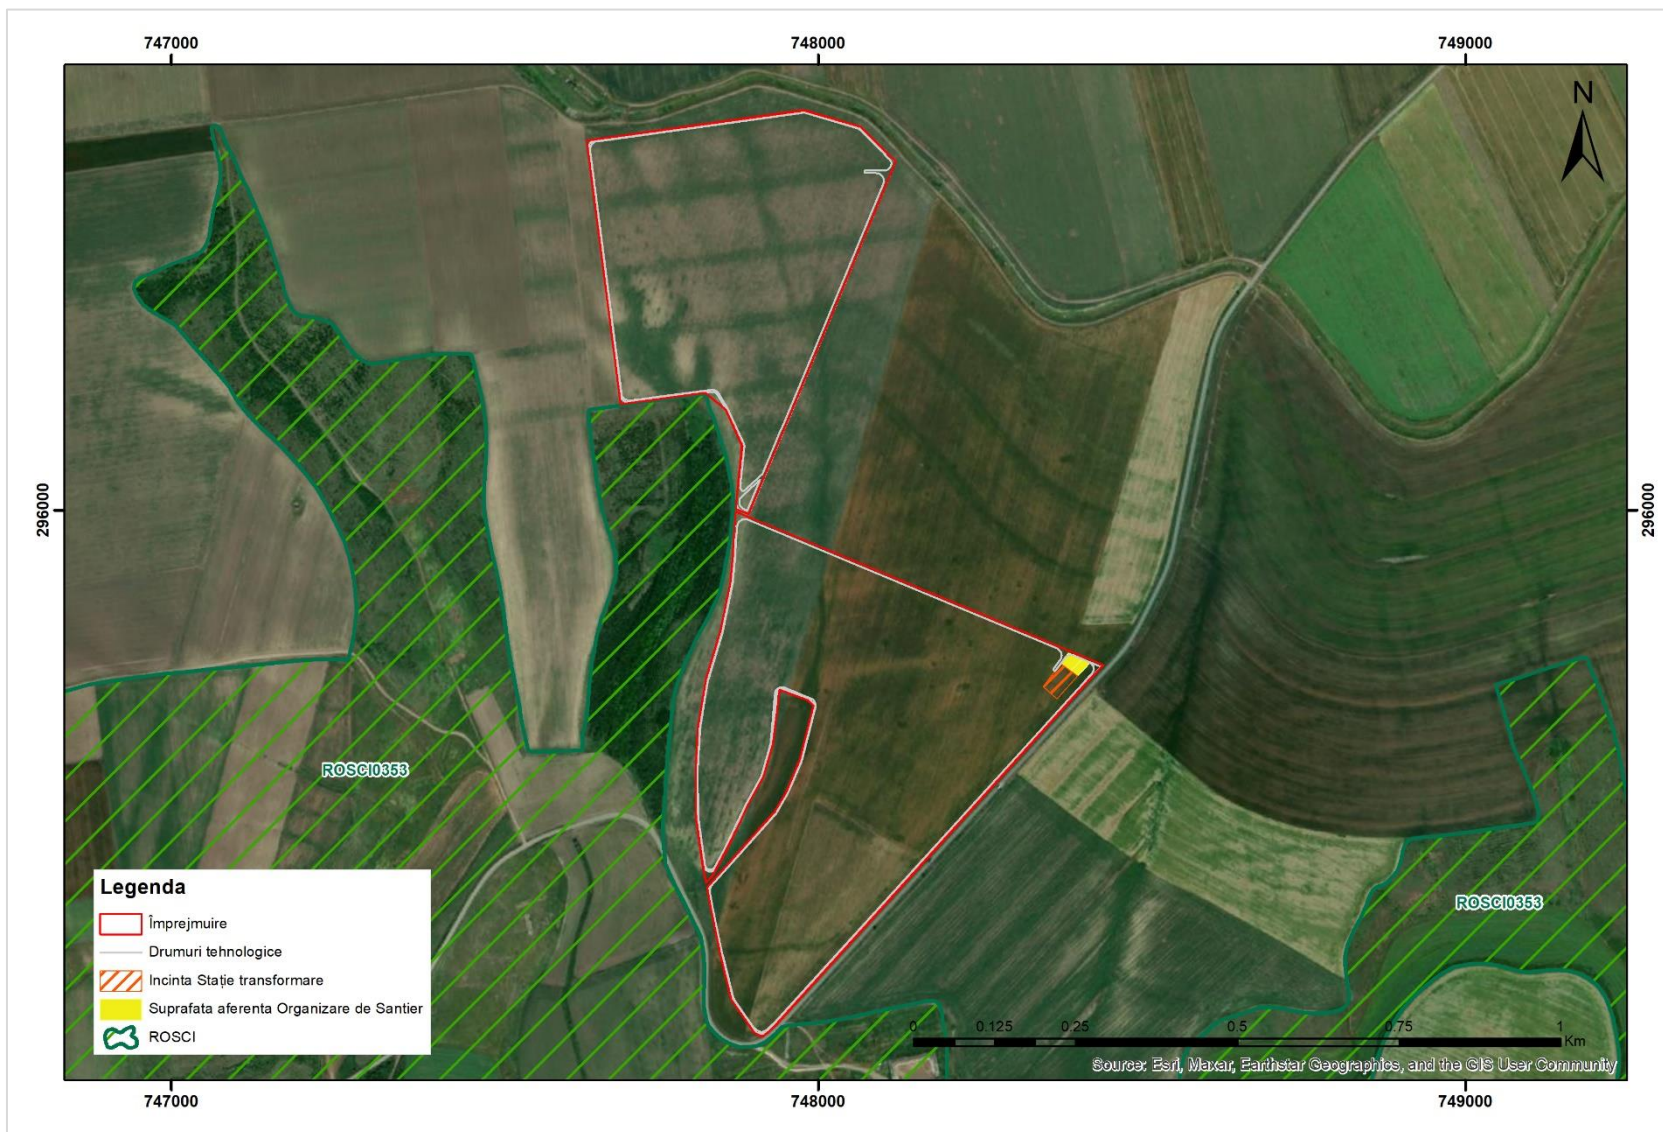 747000
748000
749000
N
296000
296000
ROSCI0353
ROSCI0353
Legenda
Împrejmuire
Drumuri tehnologice
Incinta Stație transformare
Suprafata aferenta Organizare de Santier
ROSCI
0
0.125
0.25
0.5
0.75
1
Km
Source: Esri, Maxar, Earthstar Geographics, and the GIS User Community
747000
748000
749000